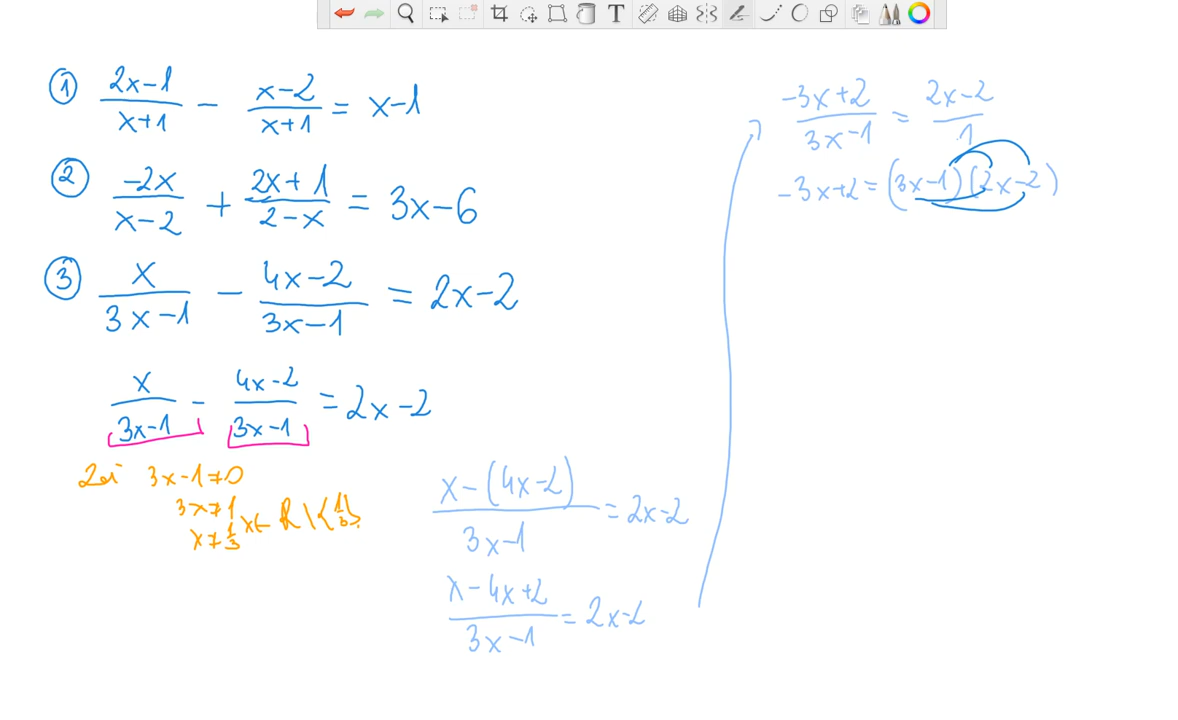 ① (2x-1)/(x+1) - (x-2)/(x+1) = x-1
② (-2x)/(x-2) + (2x+1)/(2-x) = 3x-6
③ x/(3x-1) - (4x-2)/(3x-1) = 2x-2
x/(3x-1) - (4x-2)/(3x-1) = 2x-2
3x-1≠0
3x≠1
x≠1/3 x∈ R\{1/3}
(x-(4x-2))/(3x-1) = 2x-2
(x-4x+2)/(3x-1) = 2x-2
(-3x+2)/(3x-1) = (2x-2)/1
-3x+2 = (3x-1)(2x-2)